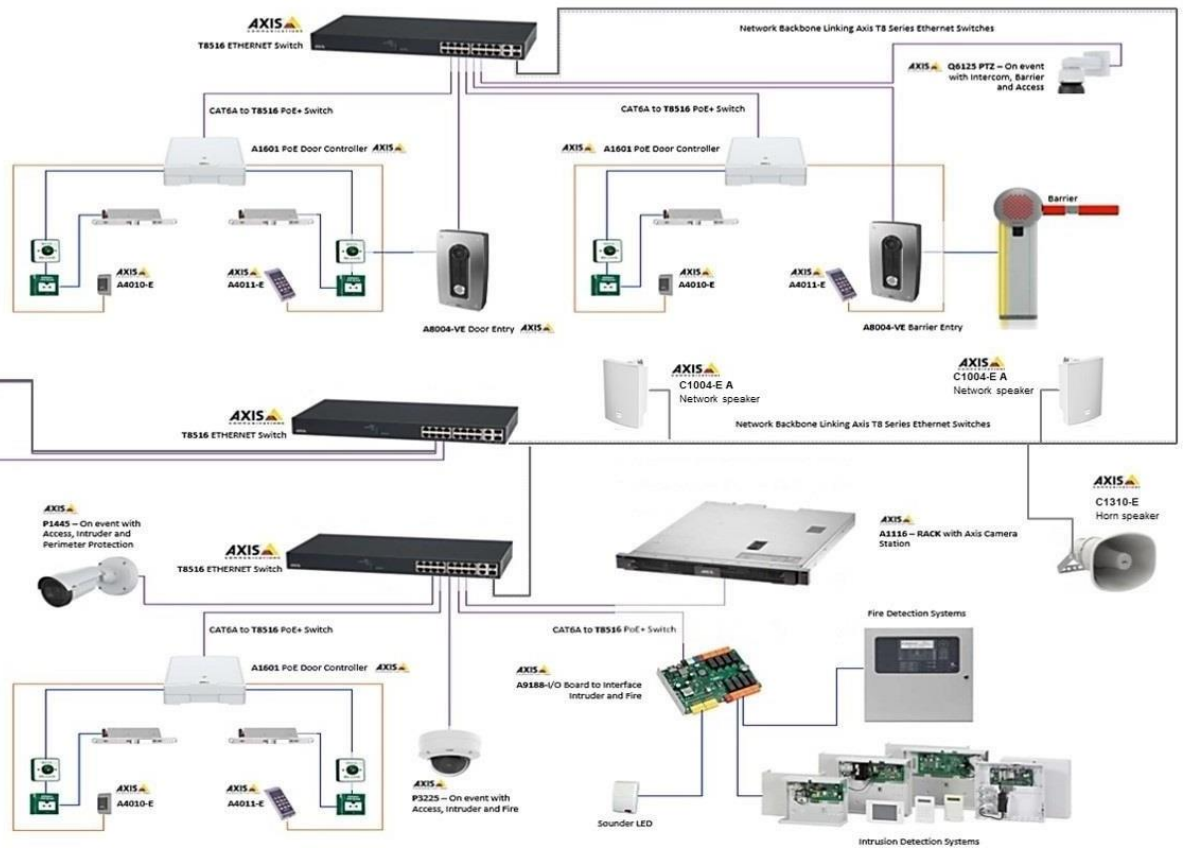 AXIS
COMMUNICATIONS
T8516 ETHERNET Switch
Network Backbone Linking Axis T8 Series Ethernet Switches
AXIS
Q6125 PTZ – On event
with Intercom, Barrier
and Access
CAT6A to T8516 PoE+ Switch
CAT6A to T8516 PoE+ Switch
A1601 PoE Door Controller AXIS
AXIS A1601 PoE Door Controller
Barrier
AXIS
A4010-E
AXIS
A4011-E
AXIS
A4010-E
AXIS
A4011-E
A8004-VE Door Entry AXIS
A8004-VE Barrier Entry
AXIS
COMMUNICATIONS
C1004-E A
Network speaker
AXIS
COMMUNICATIONS
C1004-E A
Network speaker
AXIS
COMMUNICATIONS
T8516 ETHERNET Switch
Network Backbone Linking Axis T8 Series Ethernet Switches
AXIS
COMMUNICATIONS
C1310-E
Horn speaker
AXIS
P1445 – On event with
Access, Intruder and
Perimeter Protection
AXIS
COMMUNICATIONS
T8516 ETHERNET Switch
AXIS
A1116 – RACK with Axis Camera
Station
CAT6A to T8516 PoE+ Switch
CAT6A to T8516 PoE+ Switch
Fire Detection Systems
A1601 PoE Door Controller AXIS
AXIS
A9188-I/O Board to Interface
Intruder and Fire
AXIS
A4010-E
AXIS
A4011-E
AXIS
P3225 – On event with
Access, Intruder and Fire
Sounder LED
Intrusion Detection Systems